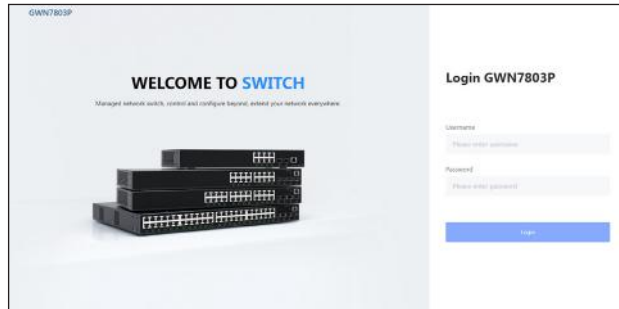 GWN7803P
WELCOME TO SWITCH
Managed network switch, control and configure beyond, extend your network everywhere.
Login GWN7803P
Username
Please enter username
Password
Please enter password
Login